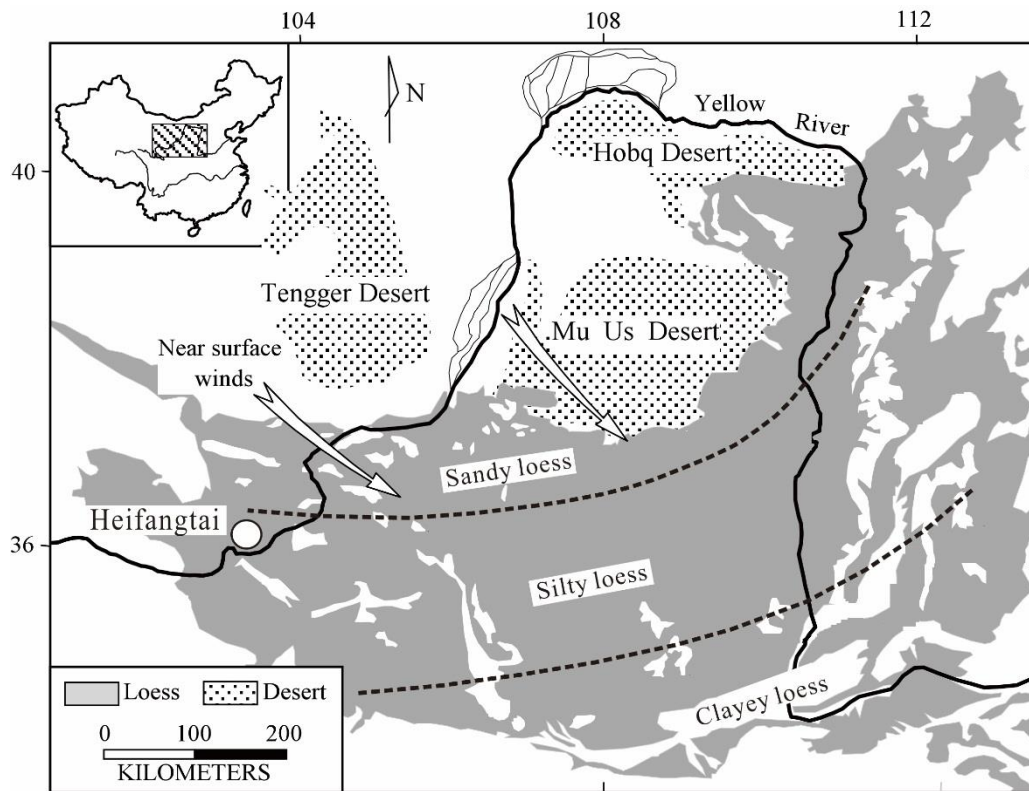 104
108
112
N
Yellow
River
Hobq Desert
40
Tengger Desert
Mu Us Desert
Near surface
winds
Sandy loess
Heifangtai
36
Silty loess
Loess
Desert
Clayey loess
0
100
200
KILOMETERS